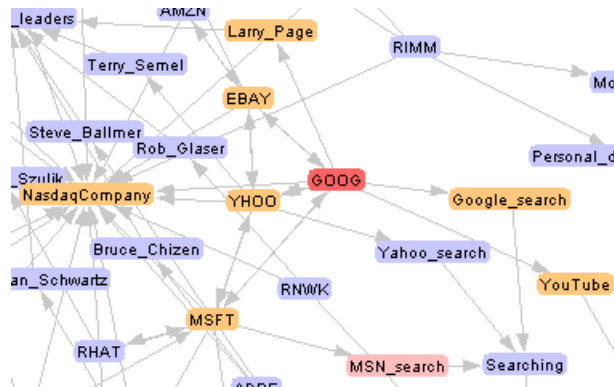 AMZN
_leaders
Larry_Page
RIMM
Terry_Semel
Mo
EBAY
Steve_Ballmer
Rob_Glaser
Personal_d
_Szulik
GOOG
NasdaqCompany
YHOO
Google_search
Bruce_Chizen
Yahoo_search
an_Schwartz
RNWK
YouTube
MSFT
RHAT
MSN_search
Searching
ADBE